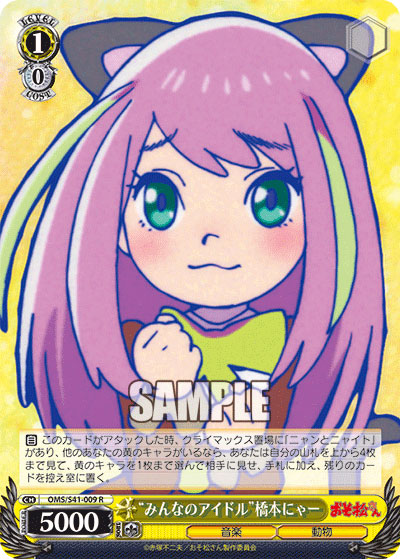 LEVEL
1
0
COST
SAMPLE
自 このカードがアタックした時、クライマックス置場に「ニャンとニャイト」
があり、他のあなたの黄のキャラがいるなら、あなたは自分の山札を上から4
枚まで見て、黄のキャラを1枚まで選んで相手に見せ、手札に加え、残りのカー
ドを控え室に置く。
CH OMS/S41-009 R
“みんなのアイドル”橋本にゃー おそ松さん
POWER 5000 SOUL 音楽 動物
©赤塚不二夫/おそ松さん製作委員会